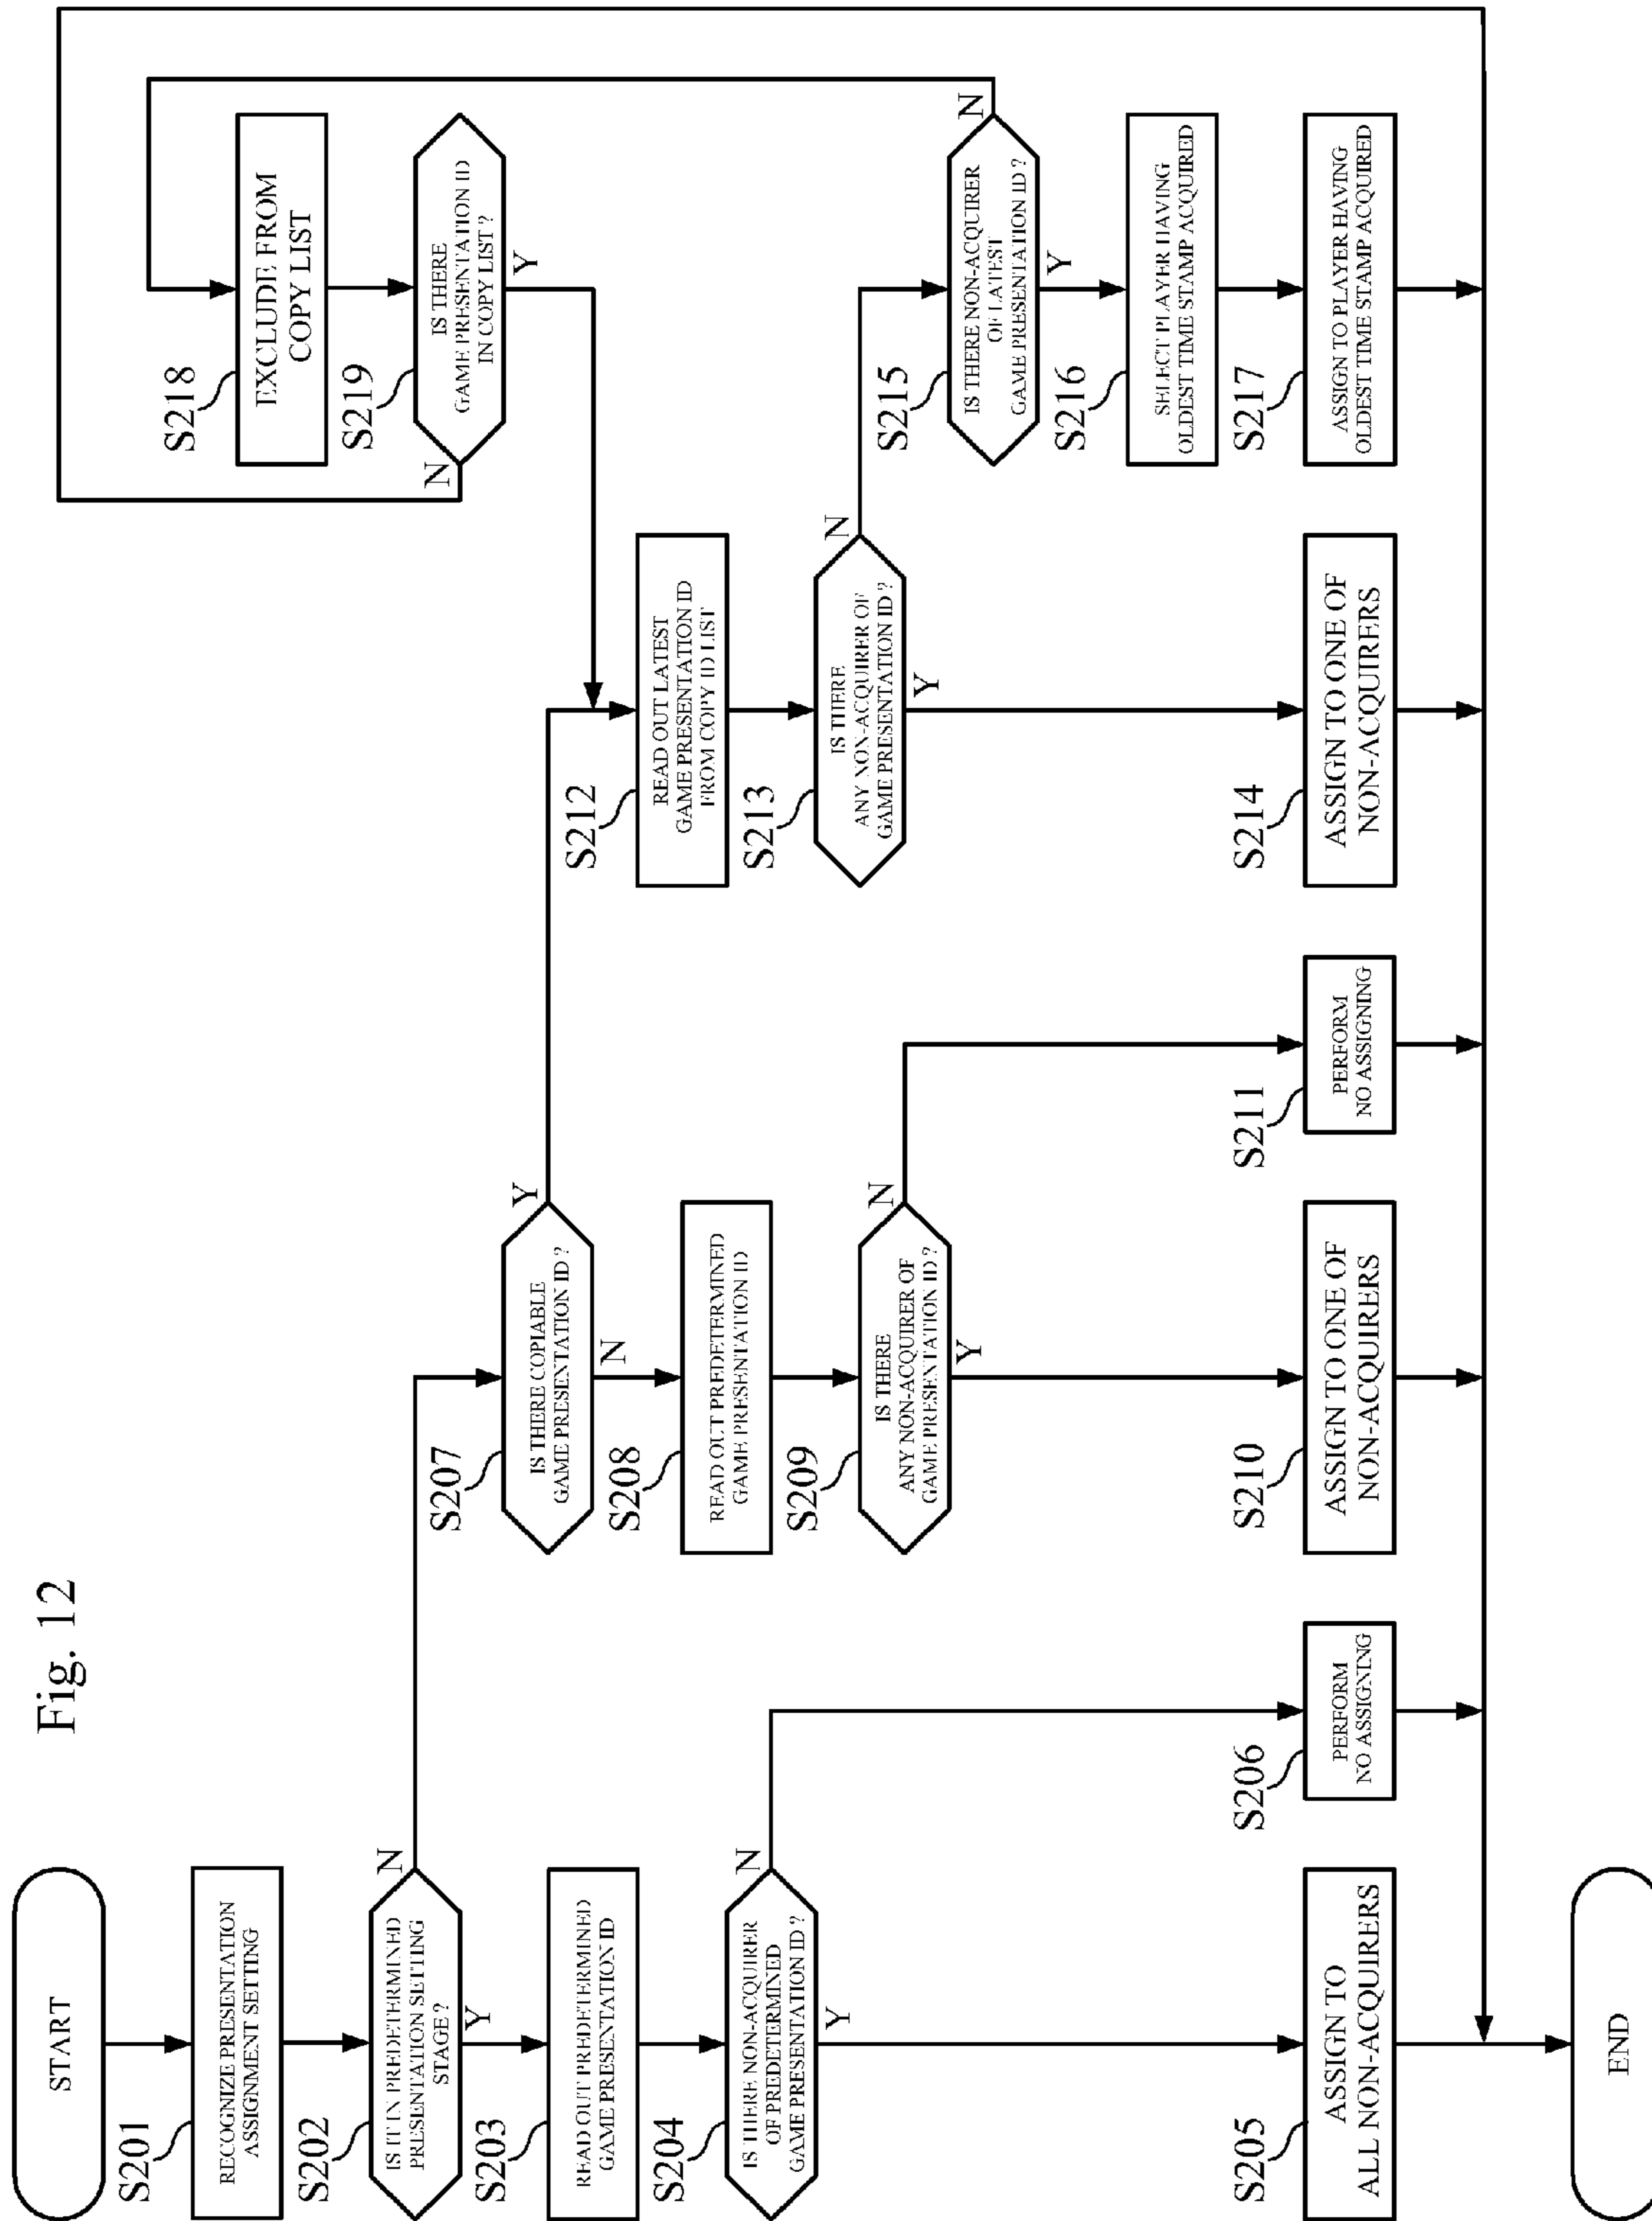 Fig. 12
START
S201
RECOGNIZE PRESENTATION
ASSIGNMENT SETTING
S202
IS IT IN PREDETERMINED
PRESENTATION SETTING
STAGE ?
N
Y
S203
READ OUT PREDETERMINED
GAME PRESENTATION ID
S204
IS THERE NON-ACQUIRER
OF PREDETERMINED
GAME PRESENTATION ID ?
N
Y
S205
ASSIGN TO
ALL NON-ACQUIRERS
S206
PERFORM
NO ASSIGNING
S207
IS THERE COPIABLE
GAME PRESENTATION ID ?
Y
N
S208
READ OUT PREDETERMINED
GAME PRESENTATION ID
S209
IS THERE
ANY NON-ACQUIRER OF
GAME PRESENTATION ID ?
N
Y
S210
ASSIGN TO ONE OF
NON-ACQUIRERS
S211
PERFORM
NO ASSIGNING
S212
READ OUT LATEST
GAME PRESENTATION ID
FROM COPY ID LIST
S213
IS THERE
ANY NON-ACQUIRER OF
GAME PRESENTATION ID ?
N
Y
S214
ASSIGN TO ONE OF
NON-ACQUIRERS
S215
IS THERE NON-ACQUIRER
OF LATEST
GAME PRESENTATION ID ?
N
Y
S216
SELECT PLAYER HAVING
OLDEST TIME STAMP ACQUIRED
S217
ASSIGN TO PLAYER HAVING
OLDEST TIME STAMP ACQUIRED
S218
EXCLUDE FROM
COPY LIST
S219
IS THERE
GAME PRESENTATION ID
IN COPY LIST ?
N
Y
END